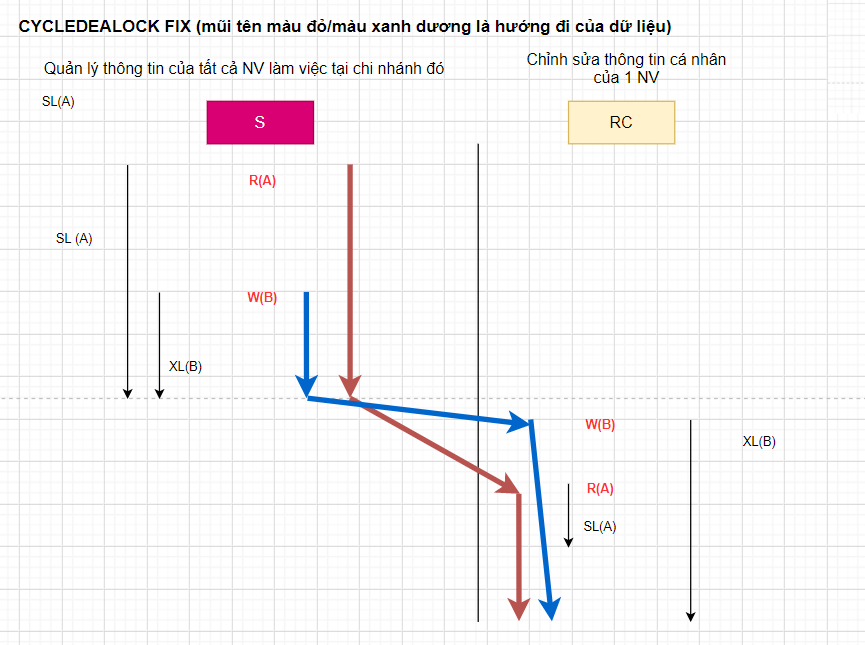 CYCLEDEALOCK FIX (mũi tên màu đỏ/màu xanh dương là hướng đi của dữ liệu)
Quản lý thông tin của tất cả NV làm việc tại chi nhánh đó
Chỉnh sửa thông tin cá nhân
của 1 NV
SL(A)
S
RC
R(A)
SL (A)
W(B)
XL(B)
W(B)
XL(B)
R(A)
SL(A)